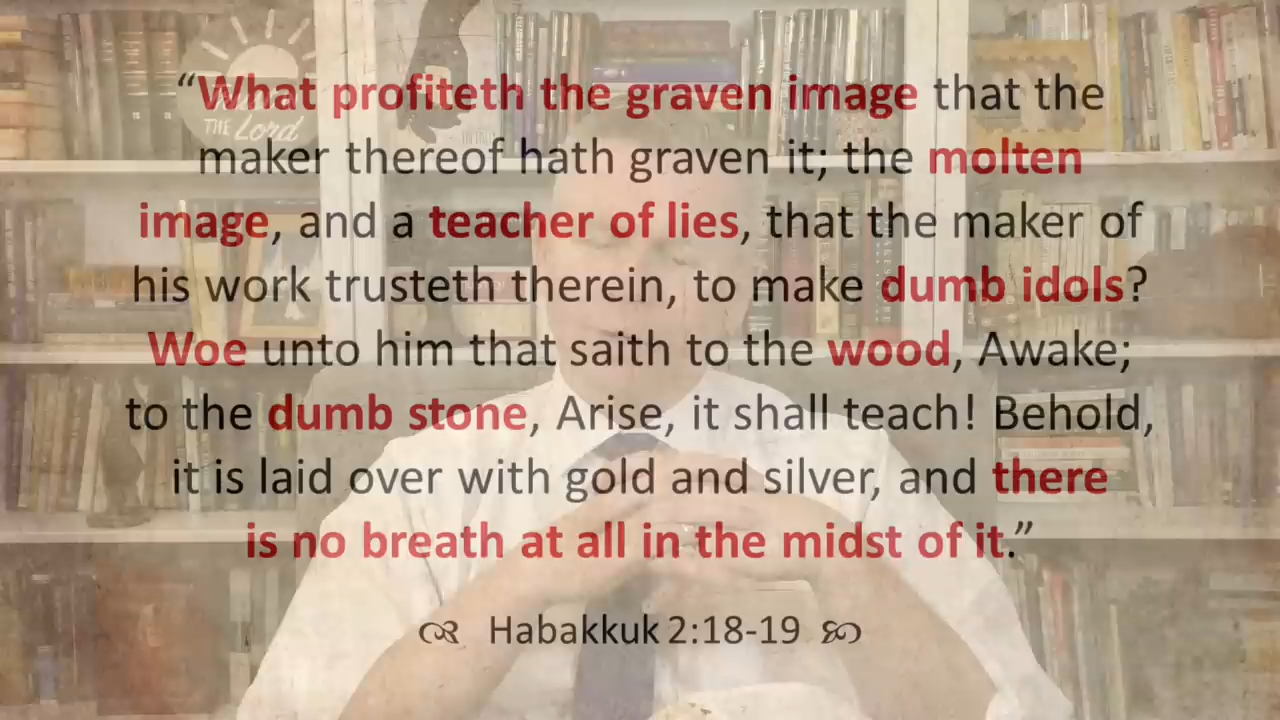 THE Lord
“What profiteth the graven image that the
maker thereof hath graven it; the molten
image, and a teacher of lies, that the maker of
his work trusteth therein, to make dumb idols?
Woe unto him that saith to the wood, Awake;
to the dumb stone, Arise, it shall teach! Behold,
it is laid over with gold and silver, and there
is no breath at all in the midst of it.”
Habakkuk 2:18-19